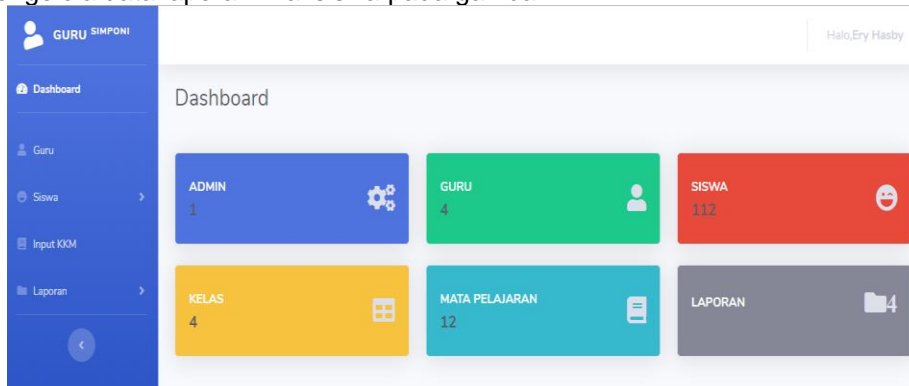 GURU SIMPONI
Halo,Ery Hasby
Dashboard
Dashboard
Guru
Siswa
Input KKM
Laporan
ADMIN
1
GURU
4
SISWA
112
KELAS
4
MATA PELAJARAN
12
LAPORAN
4